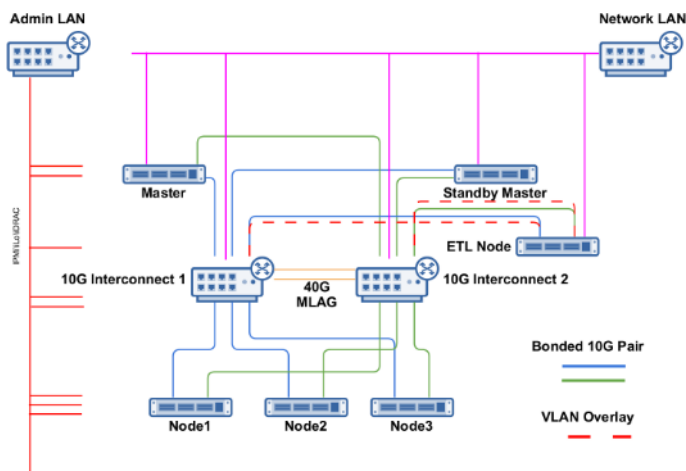 Admin LAN
Network LAN
Master
Standby Master
ETL Node
10G Interconnect 1
40G
MLAG
10G Interconnect 2
Bonded 10G Pair
VLAN Overlay
Node1
Node2
Node3